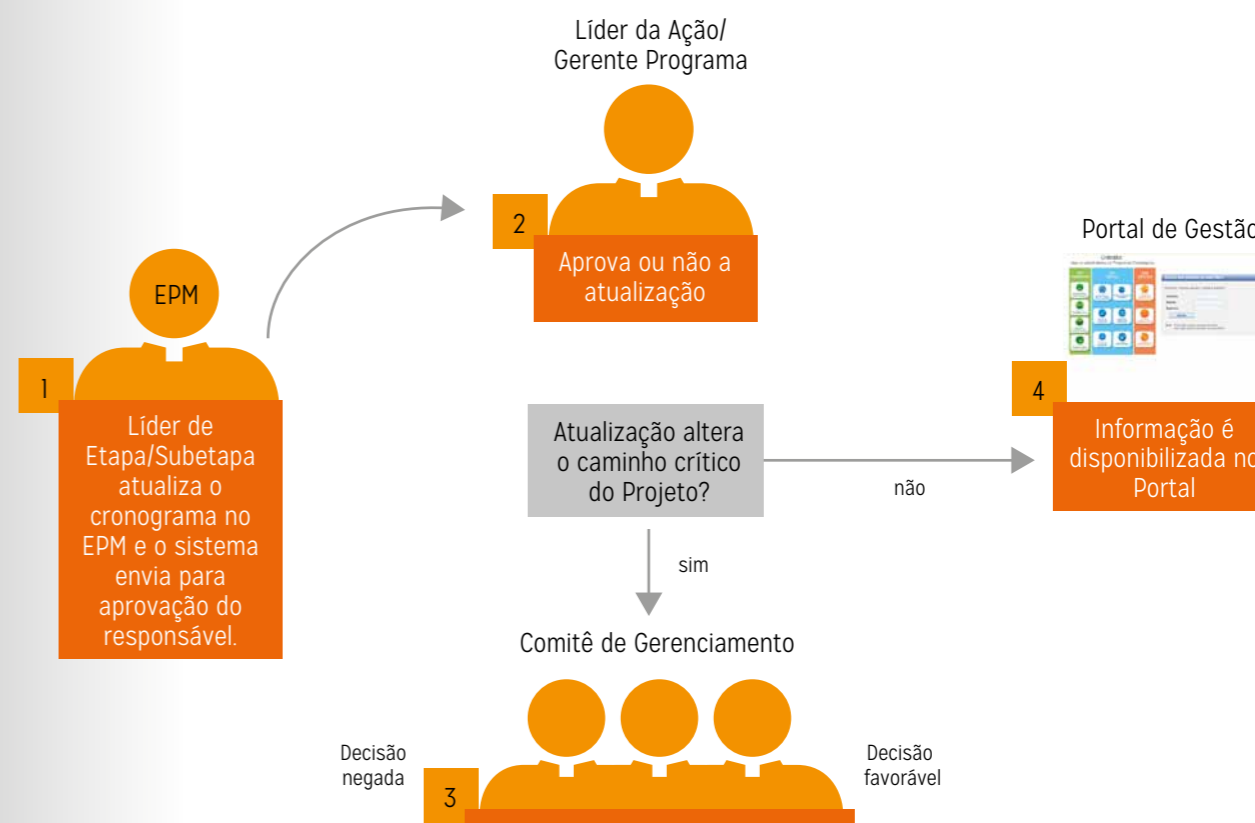 Líder da Ação/
Gerente Programa
2
Aprova ou não a
atualização
EPM
1
Líder de
Etapa/Subetapa
atualiza o
cronograma no
EPM e o sistema
envia para
aprovação do
responsável.
Atualização altera
o caminho crítico
do Projeto?
não
sim
Portal de Gestão
4
Informação é
disponibilizada no
Portal
Comitê de Gerenciamento
Decisão
negada
3
Decisão
favorável